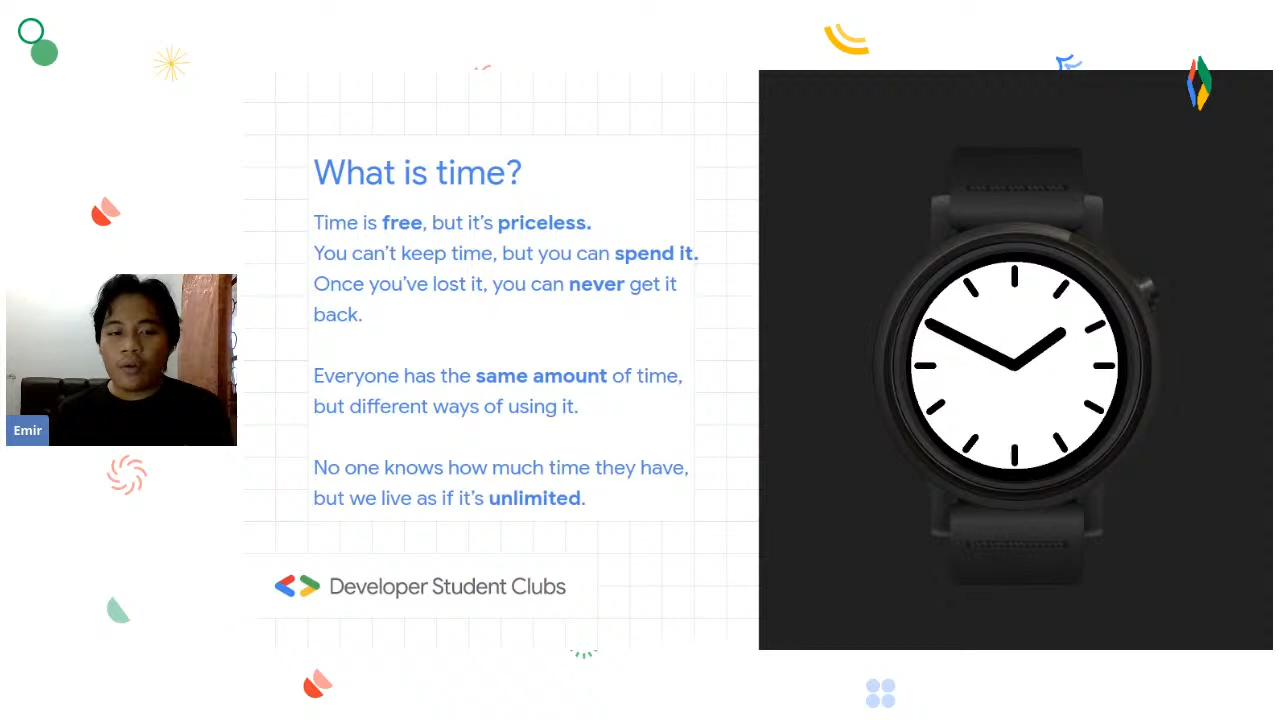 What is time?
Time is free, but it’s priceless.
You can’t keep time, but you can spend it.
Once you’ve lost it, you can never get it
back.
Everyone has the same amount of time,
but different ways of using it.
No one knows how much time they have,
but we live as if it’s unlimited.
Emir
Developer Student Clubs